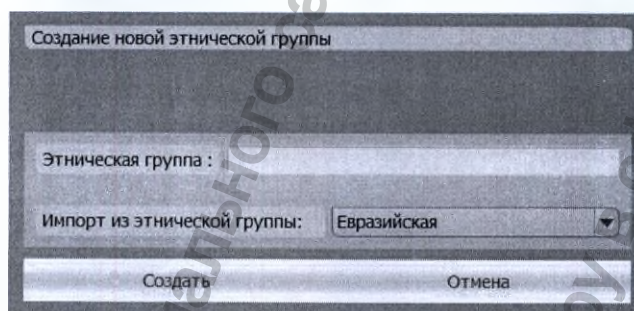 Создание новой этнической группы
Этническая группа :
Импорт из этнической группы: Евразийская
Создать Отмена